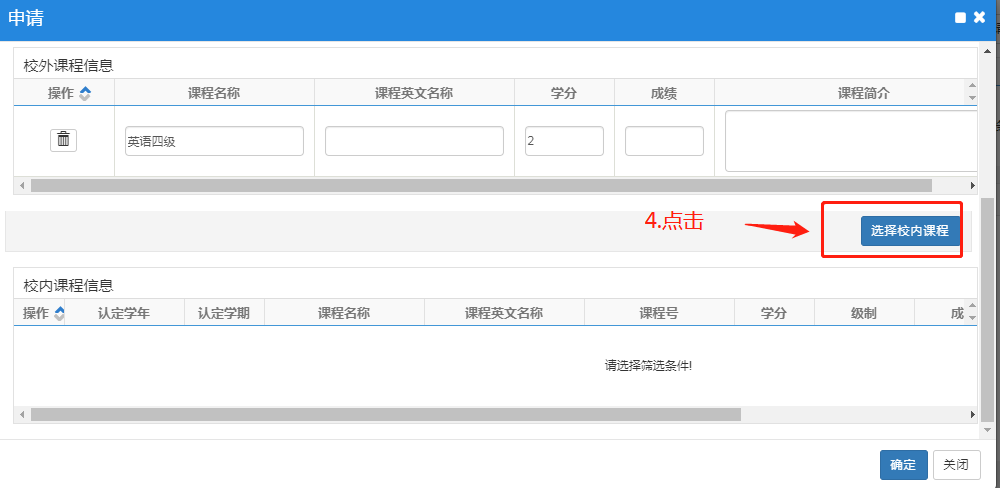 申请
校外课程信息
操作 课程名称 课程英文名称 学分 成绩 课程简介
英语四级 2
4.点击
选择校内课程
校内课程信息
操作 认定学年 认定学期 课程名称 课程英文名称 课程号 学分 级制 成
请选择筛选条件!
确定 关闭